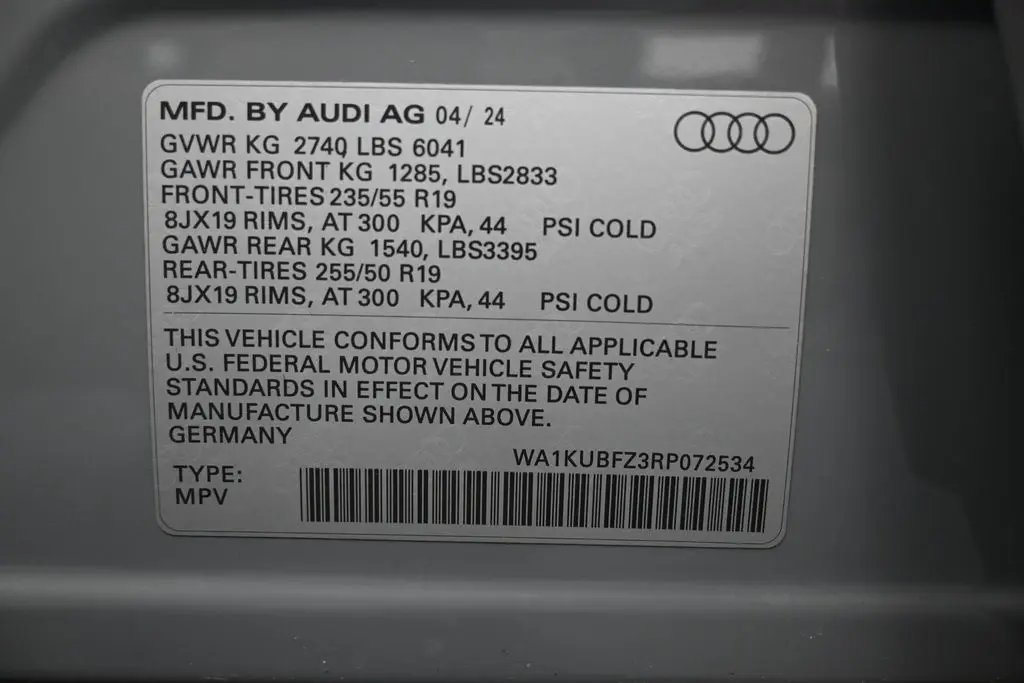 MFD. BY AUDI AG 04/ 24
GVWR KG 2740 LBS 6041
GAWR FRONT KG 1285, LBS2833
FRONT-TIRES 235/55 R19
8JX19 RIMS, AT 300 KPA, 44 PSI COLD
GAWR REAR KG 1540, LBS3395
REAR-TIRES 255/50 R19
8JX19 RIMS, AT 300 KPA, 44 PSI COLD
THIS VEHICLE CONFORMS TO ALL APPLICABLE
U.S. FEDERAL MOTOR VEHICLE SAFETY
STANDARDS IN EFFECT ON THE DATE OF
MANUFACTURE SHOWN ABOVE.
GERMANY
WA1KUBFZ3RP072534
TYPE:
MPV